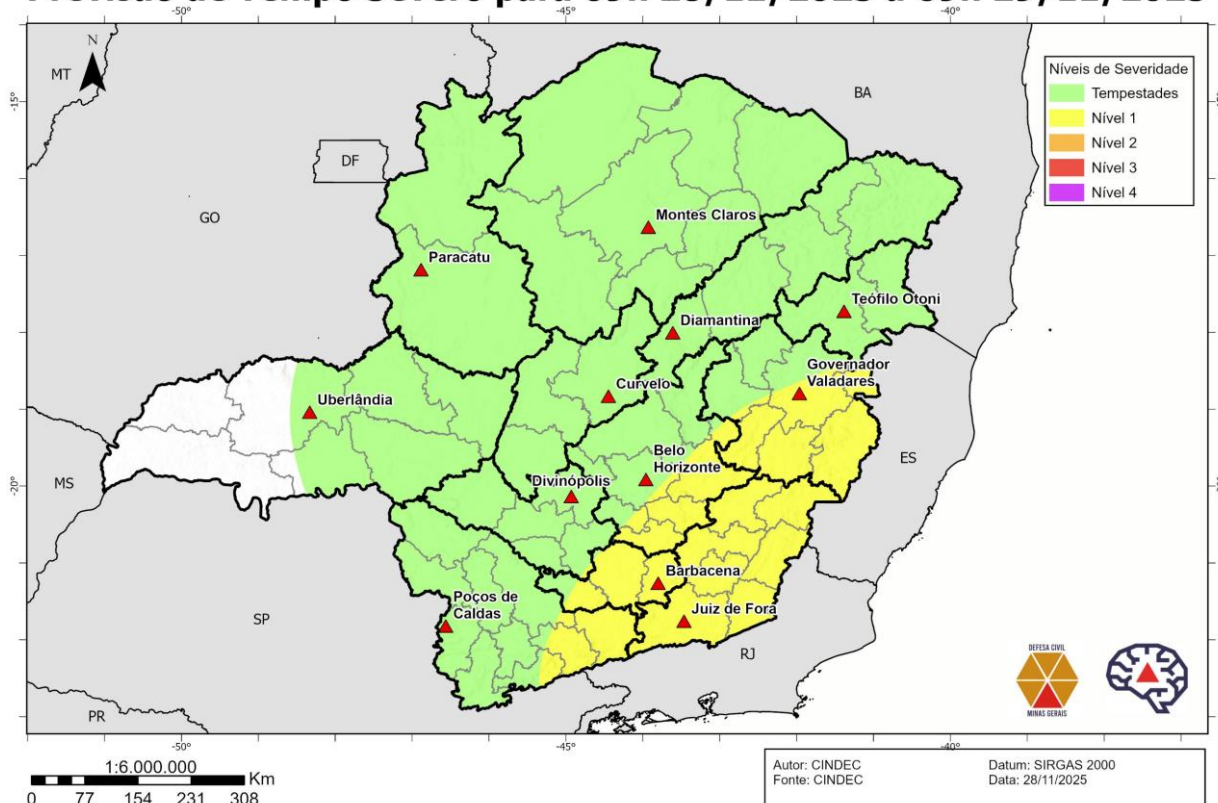 -50°
-45°
-40°
N
MT
Níveis de Severidade
Tempestades
Nível 1
Nível 2
Nível 3
Nível 4
-15°
BA
DF
GO
Montes Claros
Paracatu
Teófilo Otoni
Diamantina
Governador
Valadares
Curvelo
Uberlândia
Belo
Horizonte
Divinópolis
ES
MS
-20°
Barbacena
Poços de
Caldas
Juiz de Fora
SP
RJ
DEFESA CIVIL
MINAS GERAIS
PR
-50°
-45°
-40°
1:6.000.000
Km
0 77 154 231 308
Autor: CINDEC
Fonte: CINDEC
Datum: SIRGAS 2000
Data: 28/11/2025